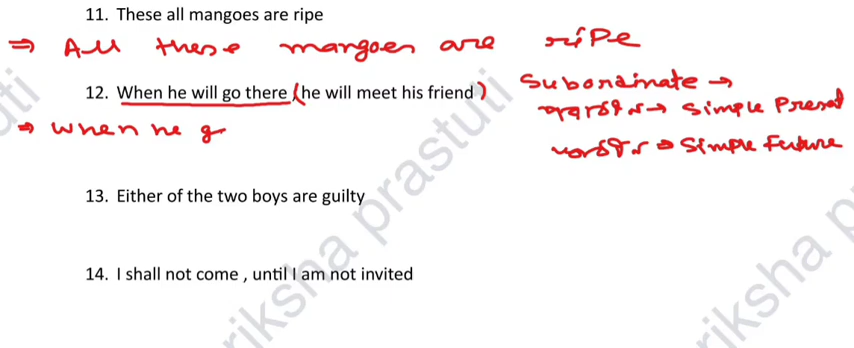 11. These all mangoes are ripe
⇒ All these mangoes are ripe
12. When he will go there (he will meet his friend)
Subordinate →
→ Simple Present
⇒ When he g
→ Simple Future
13. Either of the two boys are guilty
14. I shall not come , until I am not invited
riksha prastuti